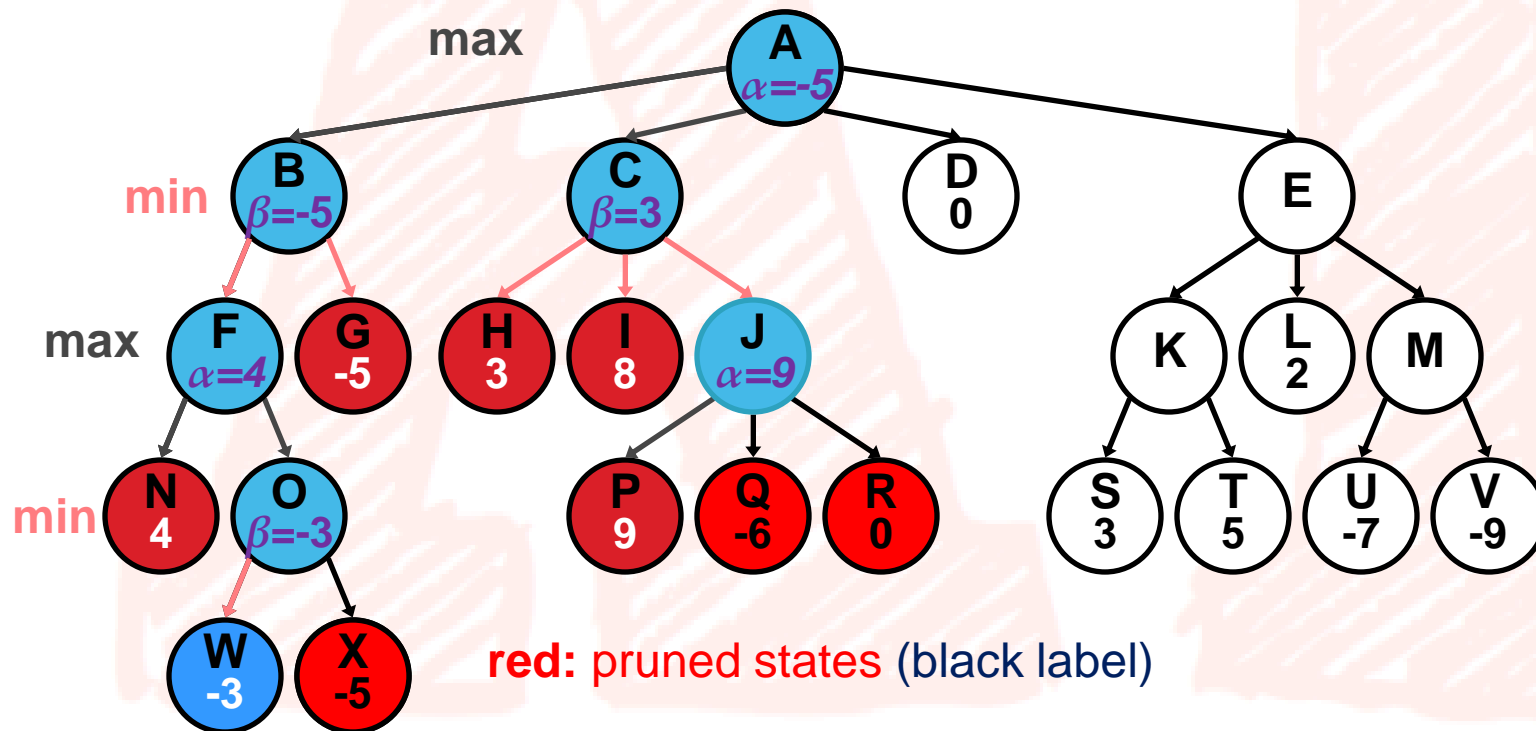 max
A
α=-5
min
B
β=-5
C
β=3
D
0
E
max
F
α=4
G
-5
H
3
I
8
J
α=9
K
L
2
M
min
N
4
O
β=-3
P
9
Q
-6
R
0
S
3
T
5
U
-7
V
-9
W
-3
X
-5
red: pruned states (black label)